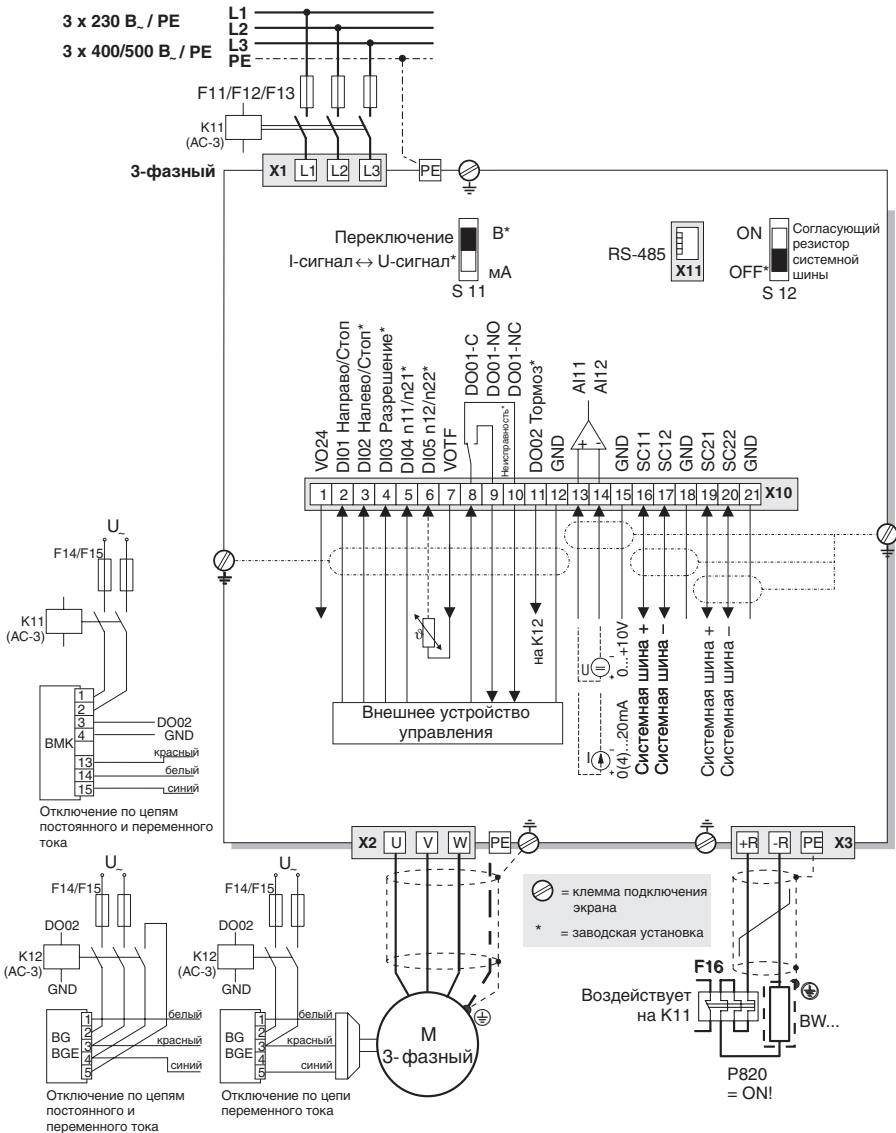 3 x 230 В~ / PE
3 x 400/500 В~ / PE
L1
L2
L3
PE
F11/F12/F13
K11
(AC-3)
3-фазный
X1 L1 L2 L3 PE
Переключение
I-сигнал ↔ U-сигнал*
В*
мА
S 11
RS-485
X11
ON
OFF*
S 12
Согласующий
резистор
системной
шины
VO24
DI01 Направо/Стоп
DI02 Налево/Стоп*
DI03 Разрешение*
DI04 n11/n21*
DI05 n12/n22*
VOTF
DO01-C
DO01-NO
DO01-NC
Неисправность*
DO02 Тормоз*
GND
AI11
AI12
+ -
GND
SC11
SC12
GND
SC21
SC22
GND
1 2 3 4 5 6 7 8 9 10 11 12 13 14 15 16 17 18 19 20 21 X10
ϑ
на K12
U
- +
0...+10V
I
- +
0(4)...20mA
Системная шина +
Системная шина –
Системная шина +
Системная шина –
Внешнее устройство
управления
U~
F14/F15
K11
(AC-3)
BMK
1
2
3
4
13
14
15
DO02
GND
красный
белый
синий
Отключение по цепям
постоянного и переменного
тока
X2 U V W PE
+R -R PE X3
= клемма подключения
экрана
* = заводская установка
U~
F14/F15
DO02
K12
(AC-3)
GND
BG
BGE
1
2
3
4
5
белый
красный
синий
Отключение по цепям
постоянного и
переменного тока
U~
F14/F15
DO02
K12
(AC-3)
GND
BG
BGE
1
2
3
4
5
белый
красный
синий
Отключение по цепи
переменного тока
М
3-фазный
F16
Воздействует
на K11
BW...
P820
= ON!